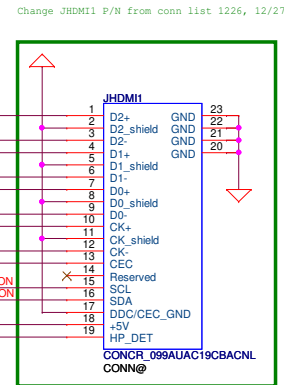 Change JHDMI1 P/N from conn list 1226, 12/27
JHDMI1
1 D2+ GND 23
2 D2_shield GND 22
3 D2- GND 21
4 D1+ GND 20
5 D1_shield
6 D1-
7 D0+
8 D0_shield
9 D0-
10 CK+
11 CK_shield
12 CK-
13 CEC
14 Reserved
ON 15 SCL
ON 16 SDA
17 DDC/CEC_GND
18 +5V
19 HP_DET
CONCR_099AUAC19CBACNL
CONN@